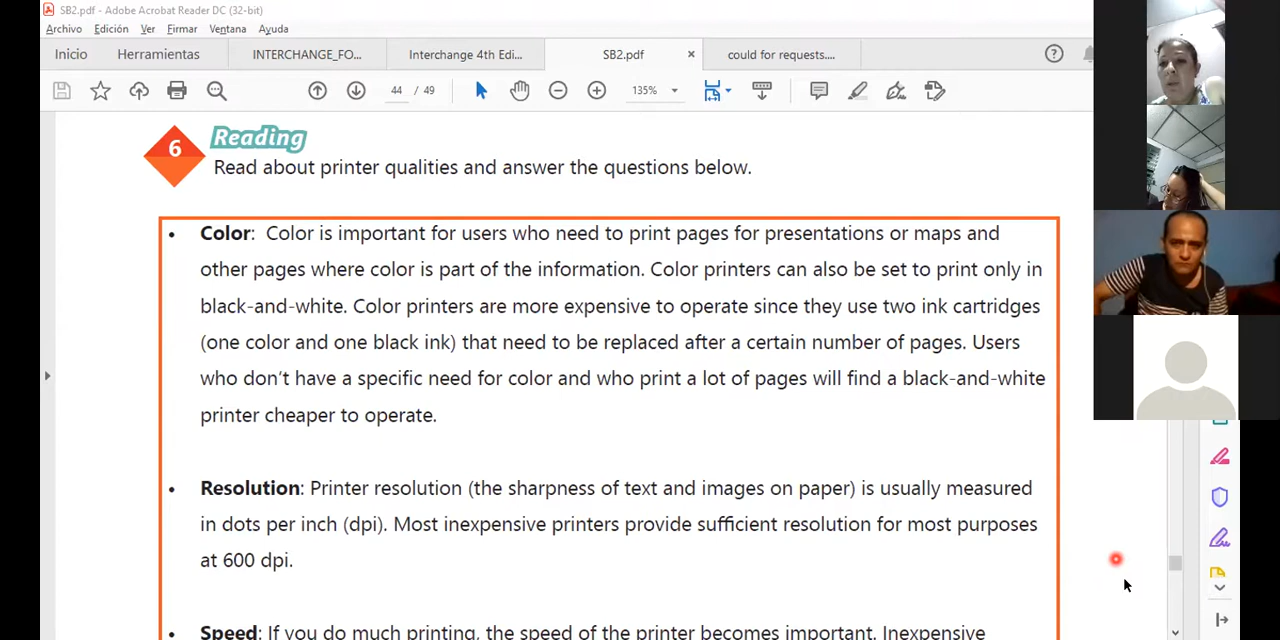 SB2.pdf - Adobe Acrobat Reader DC (32-bit)
Archivo Edición Ver Firmar Ventana Ayuda
Inicio Herramientas INTERCHANGE_FO... Interchange 4th Edi... SB2.pdf × could for requests....
44 / 49 135%
6 Reading
Read about printer qualities and answer the questions below.
• Color: Color is important for users who need to print pages for presentations or maps and
other pages where color is part of the information. Color printers can also be set to print only in
black-and-white. Color printers are more expensive to operate since they use two ink cartridges
(one color and one black ink) that need to be replaced after a certain number of pages. Users
who don't have a specific need for color and who print a lot of pages will find a black-and-white
printer cheaper to operate.
• Resolution: Printer resolution (the sharpness of text and images on paper) is usually measured
in dots per inch (dpi). Most inexpensive printers provide sufficient resolution for most purposes
at 600 dpi.
• Speed: If you do much printing, the speed of the printer becomes important. Inexpensive